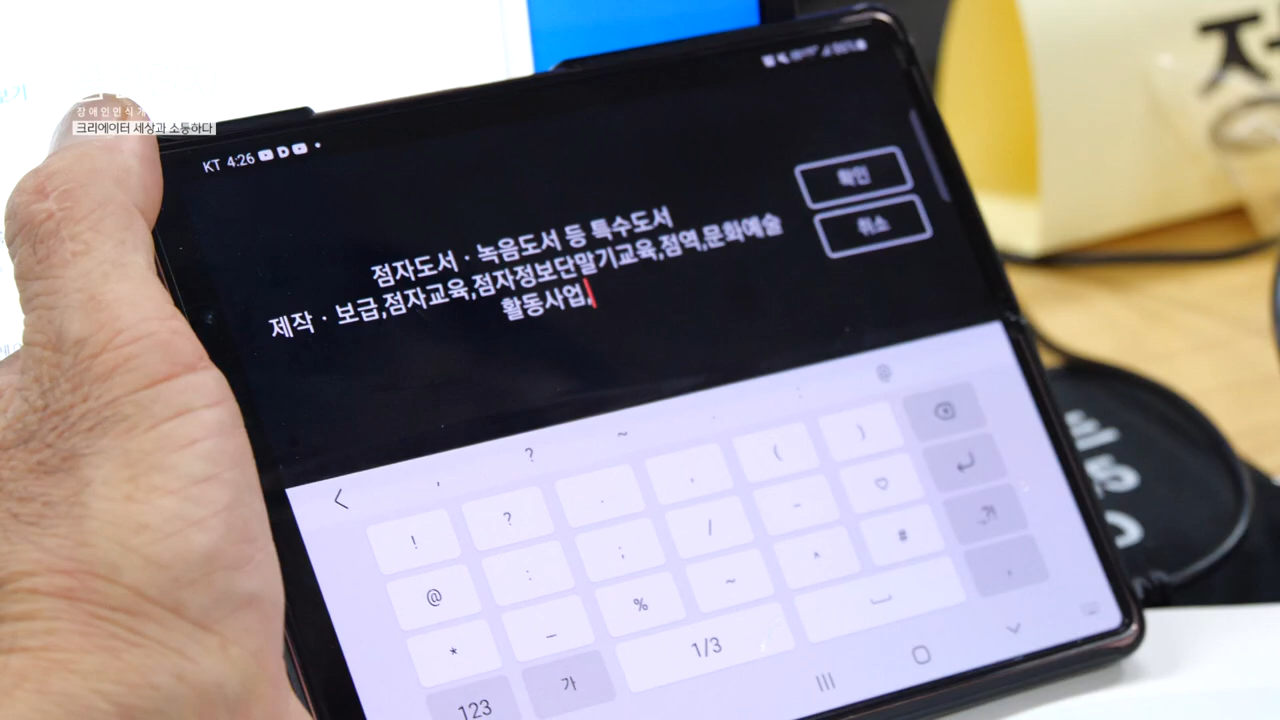 장애인인식개
크리에이터 세상과 소통하다
KT 4:26
확인
취소
점자도서 · 녹음도서 등 특수도서
제작 · 보급,점자교육,점자정보단말기교육,점역,문화예술
활동사업,
' ? ~ . : @
! ? . , ( )
@ : ; / - ♡
* _ % ~ ^ #
123 가 1/3